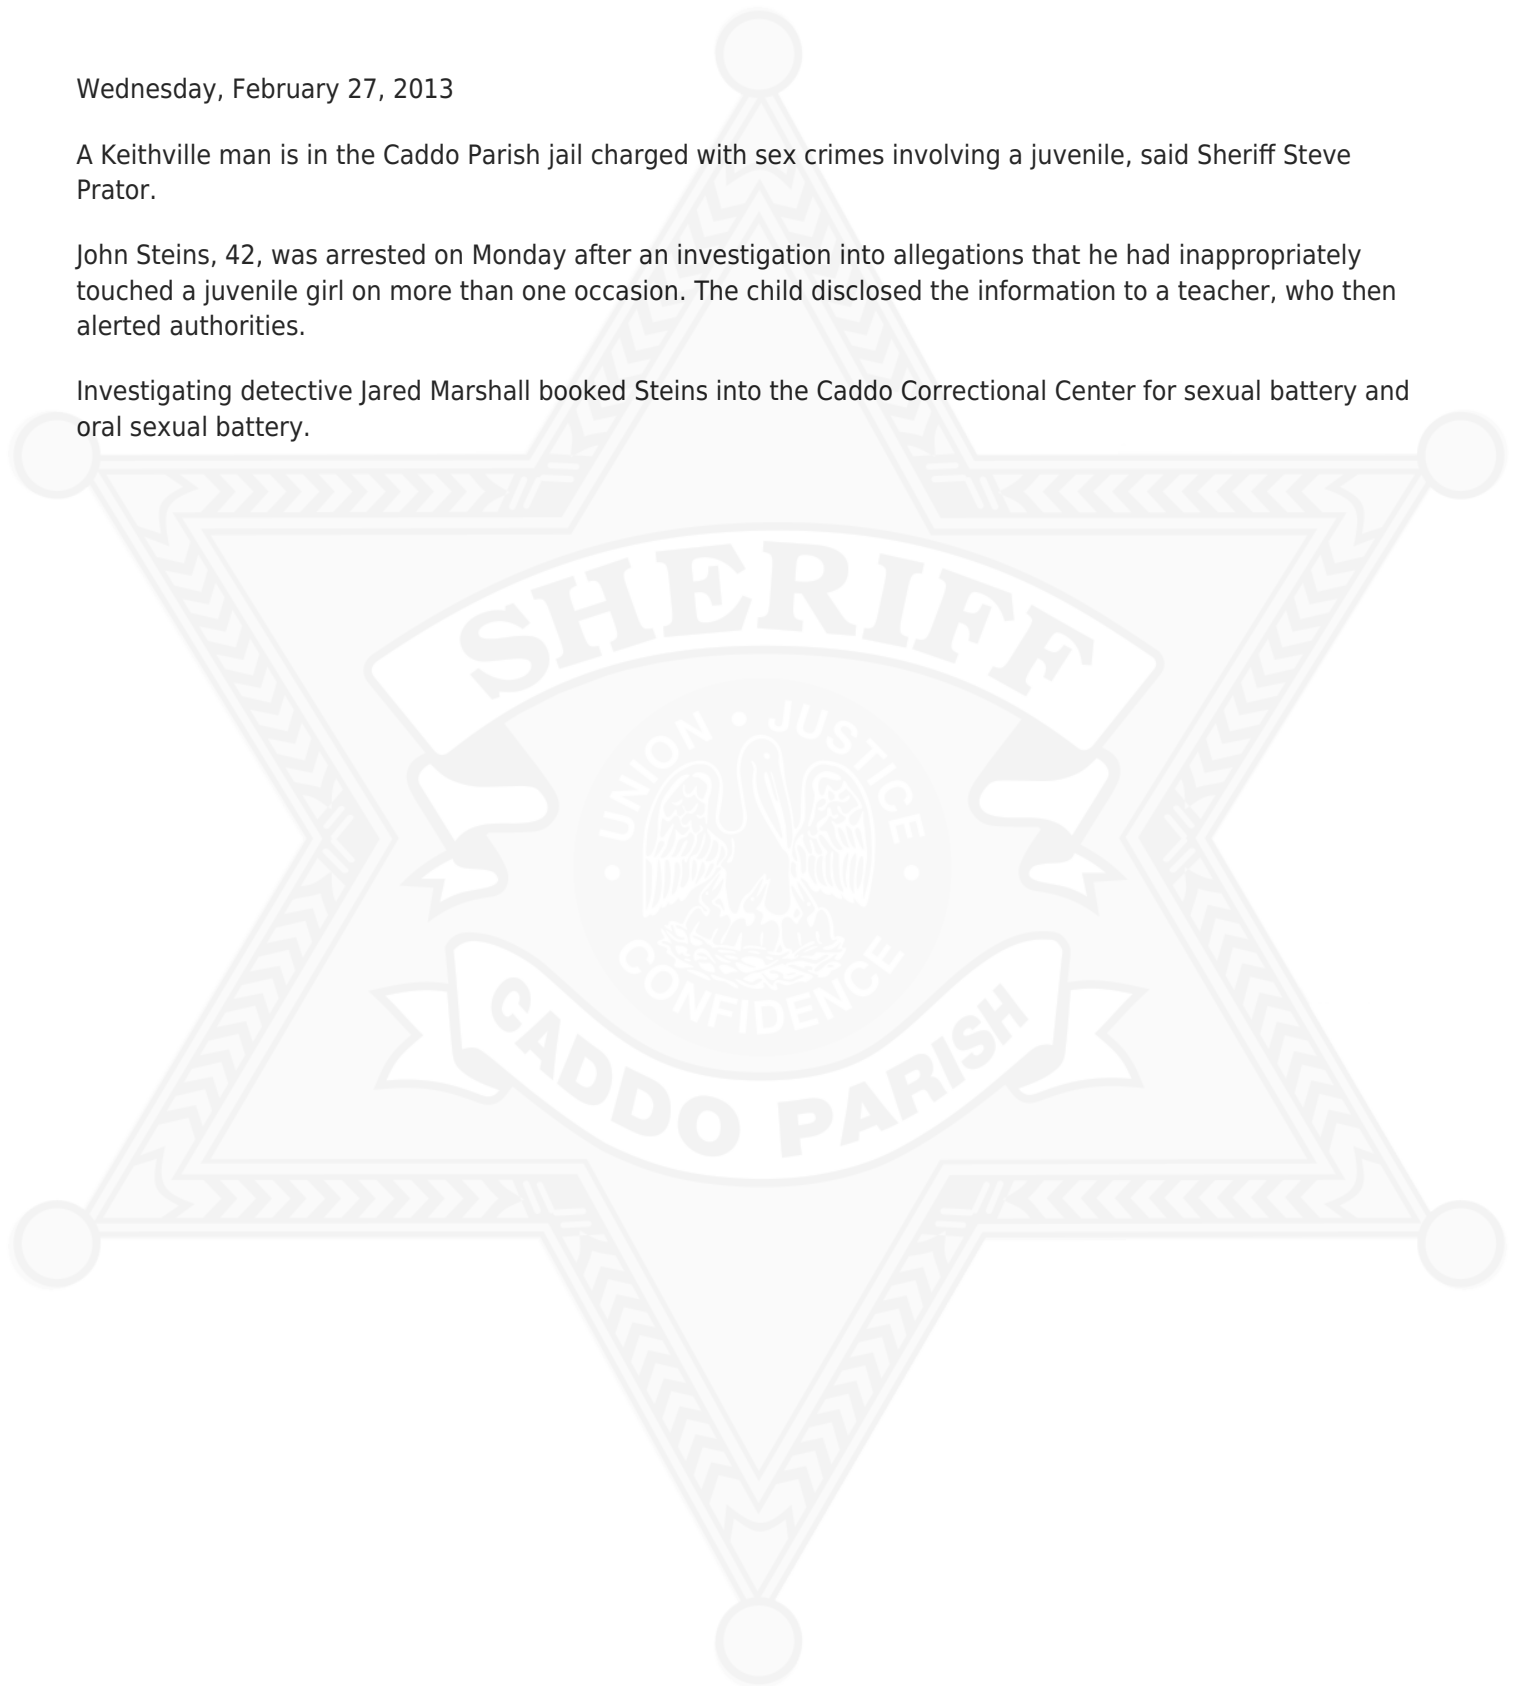 Wednesday, February 27, 2013
A Keithville man is in the Caddo Parish jail charged with sex crimes involving a juvenile, said Sheriff Steve
Prator.
John Steins, 42, was arrested on Monday after an investigation into allegations that he had inappropriately
touched a juvenile girl on more than one occasion. The child disclosed the information to a teacher, who then
alerted authorities.
Investigating detective Jared Marshall booked Steins into the Caddo Correctional Center for sexual battery and
oral sexual battery.
SHERIFF
UNION • JUSTICE
• CONFIDENCE •
CADDO PARISH